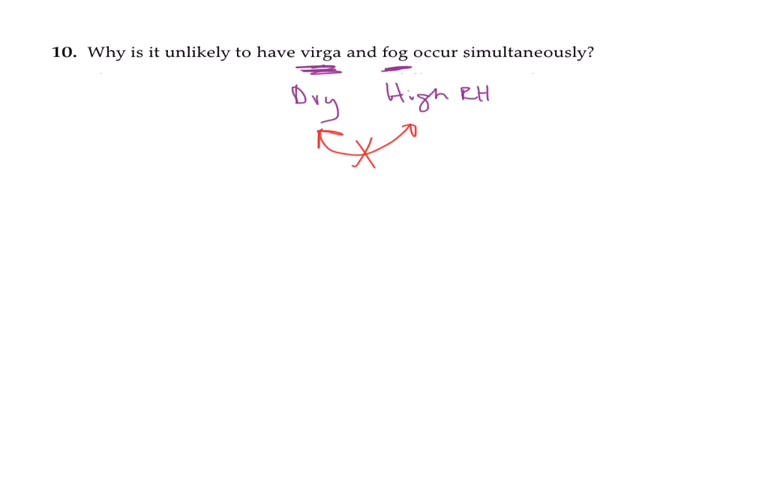 10. Why is it unlikely to have virga and fog occur simultaneously?
Dry High RH